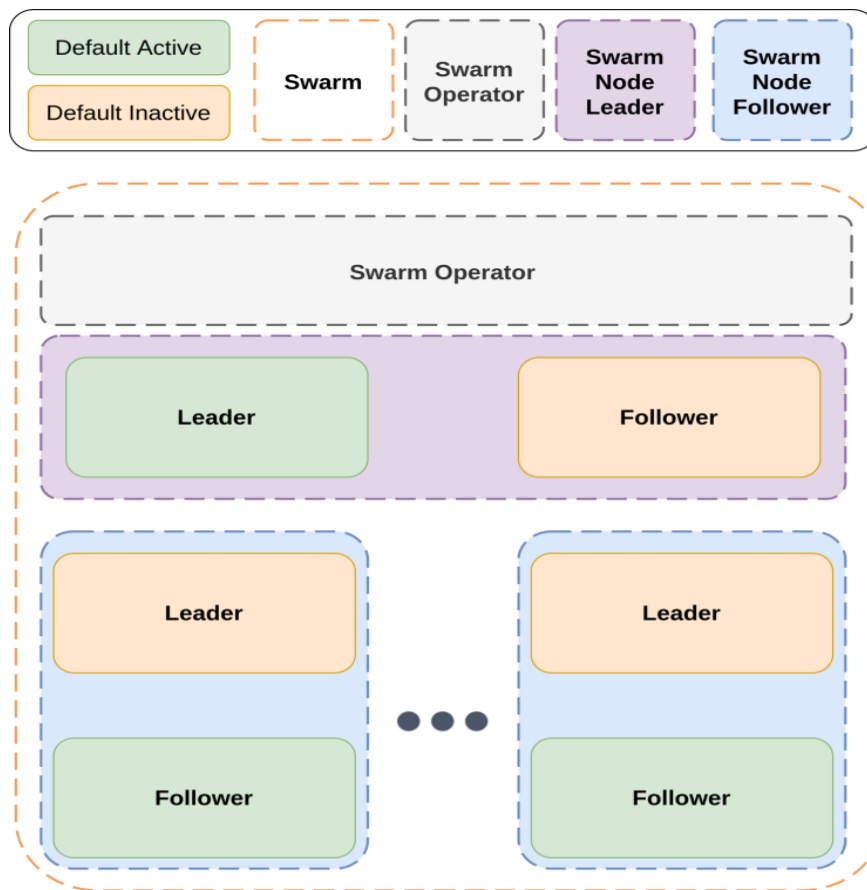 Default Active
Default Inactive
Swarm
Swarm
Operator
Swarm
Node
Leader
Swarm
Node
Follower
Swarm Operator
Leader
Follower
Leader
Leader
Follower
Follower